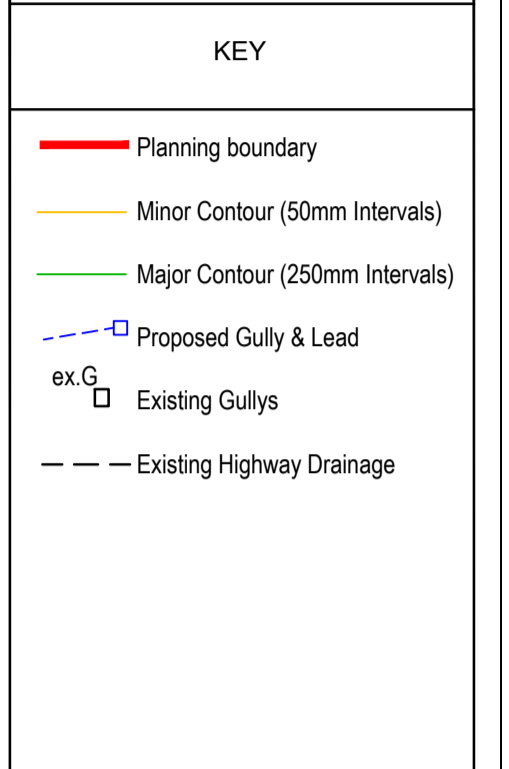 KEY
Planning boundary
Minor Contour (50mm Intervals)
Major Contour (250mm Intervals)
Proposed Gully & Lead
ex.G
Existing Gullys
Existing Highway Drainage